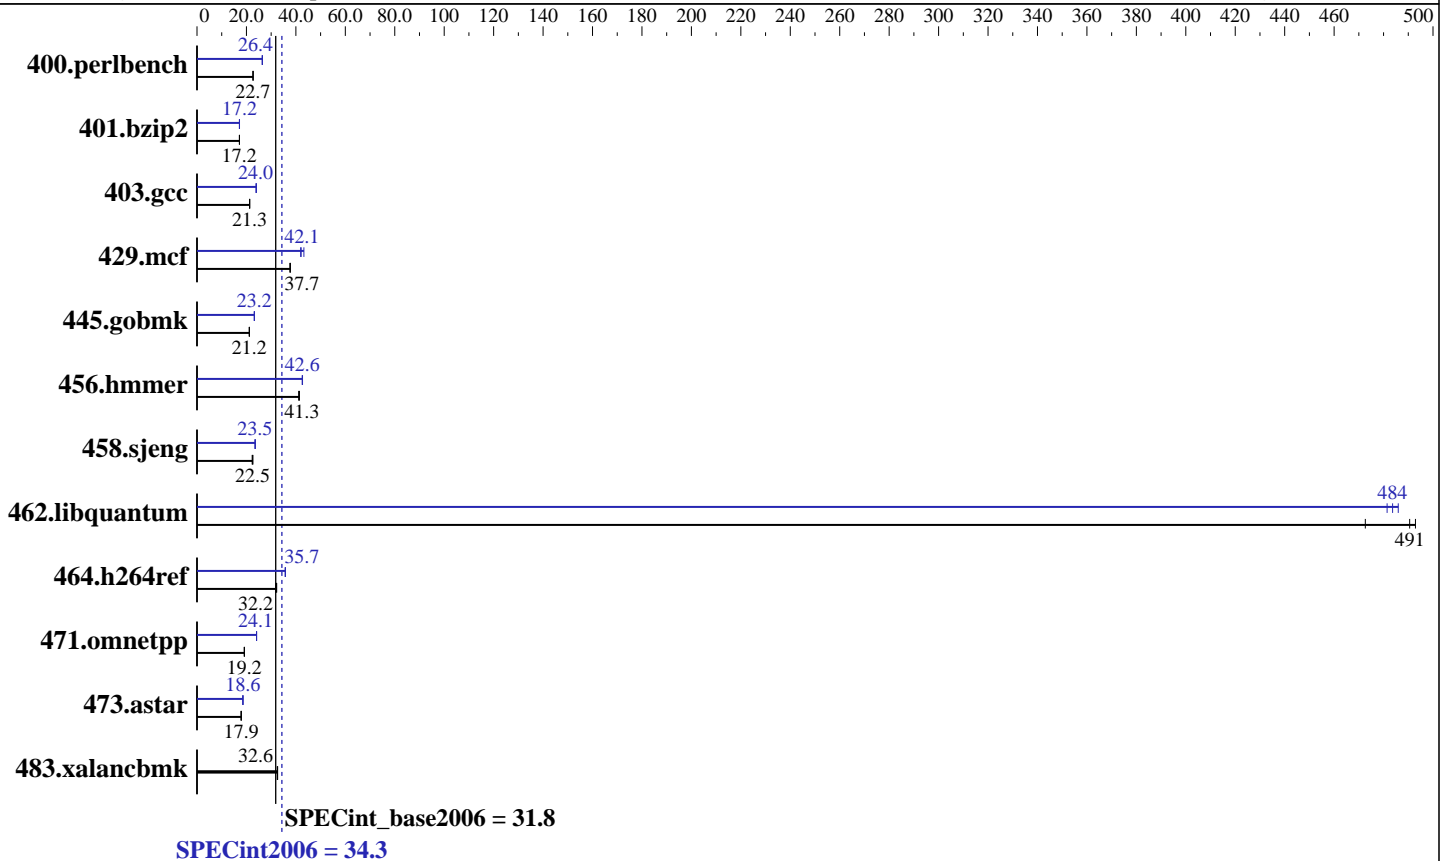 0 20.0 40.0 60.0 80.0 100 120 140 160 180 200 220 240 260 280 300 320 340 360 380 400 420 440 460 500
26.4
400.perlbench
22.7
17.2
401.bzip2
17.2
24.0
403.gcc
21.3
42.1
429.mcf
37.7
23.2
445.gobmk
21.2
42.6
456.hmmer
41.3
23.5
458.sjeng
22.5
484
462.libquantum
491
35.7
464.h264ref
32.2
24.1
471.omnetpp
19.2
18.6
473.astar
17.9
32.6
483.xalancbmk
SPECint_base2006 = 31.8
SPECint2006 = 34.3